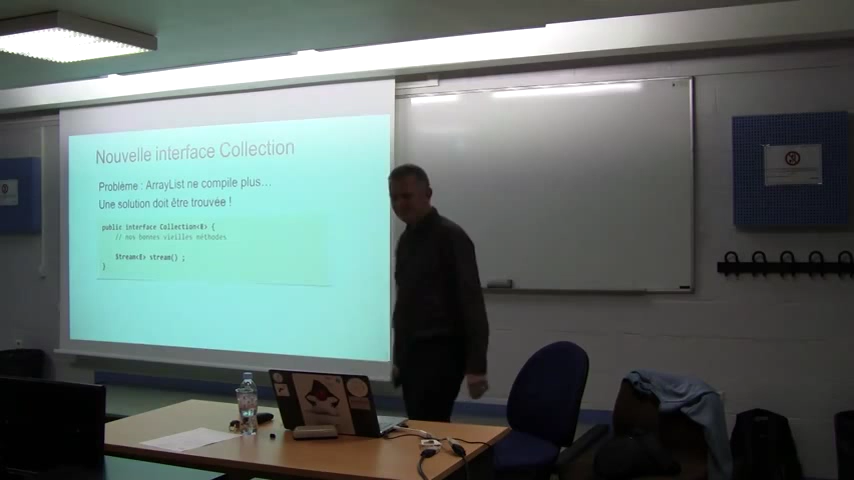 Nouvelle interface Collection
Problème : ArrayList ne compile plus...
Une solution doit être trouvée !
public interface Collection<E> {
// nos bonnes vieilles méthodes
Stream<E> stream() ;
}